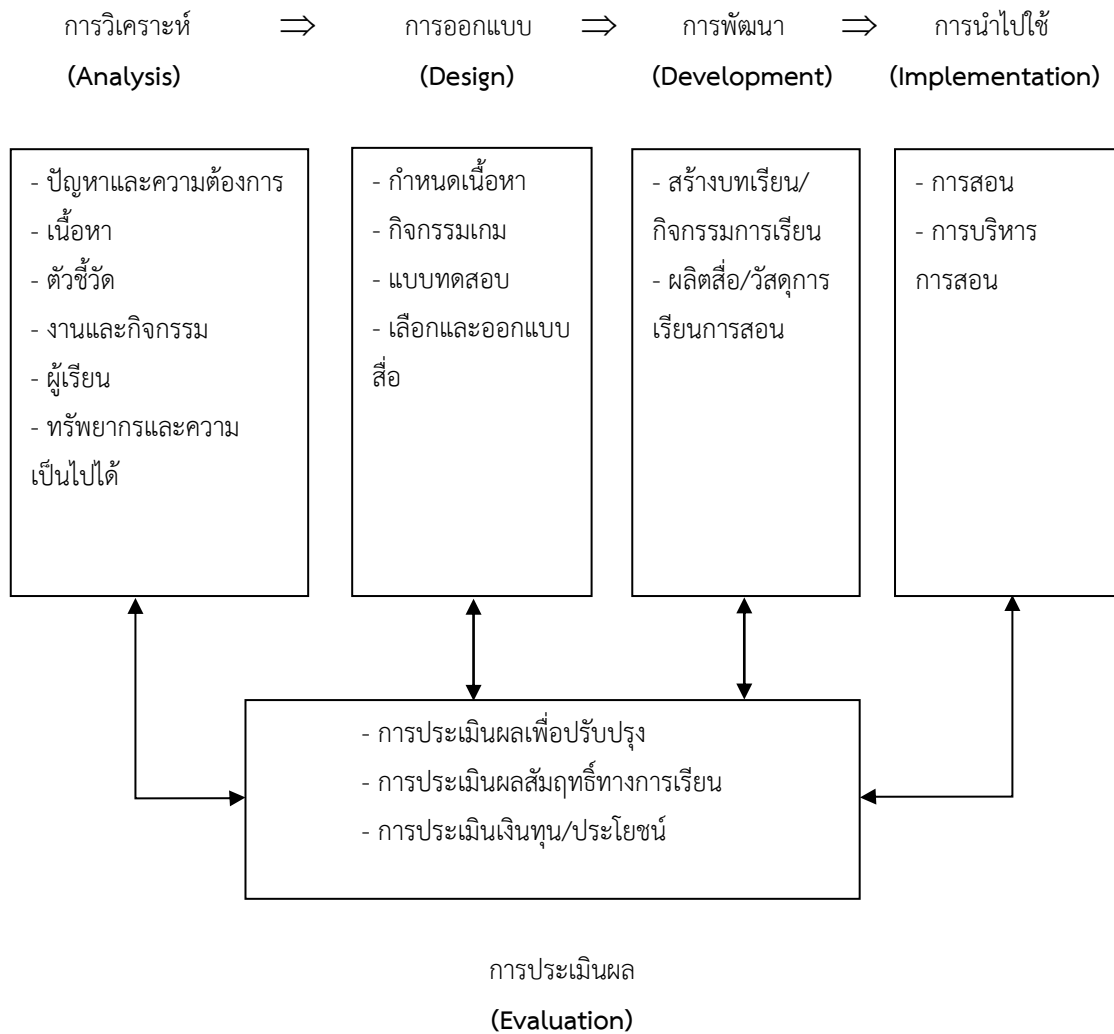 การวิเคราะห์ ⇒ การออกแบบ ⇒ การพัฒนา ⇒ การนำไปใช้
(Analysis) (Design) (Development) (Implementation)
- ปัญหาและความต้องการ
- เนื้อหา
- ตัวชี้วัด
- งานและกิจกรรม
- ผู้เรียน
- ทรัพยากรและความ
เป็นไปได้
- กำหนดเนื้อหา
- กิจกรรมเกม
- แบบทดสอบ
- เลือกและออกแบบ
สื่อ
- สร้างบทเรียน/
กิจกรรมการเรียน
- ผลิตสื่อ/วัสดุการ
เรียนการสอน
- การสอน
- การบริหาร
การสอน
- การประเมินผลเพื่อปรับปรุง
- การประเมินผลสัมฤทธิ์ทางการเรียน
- การประเมินเงินทุน/ประโยชน์
การประเมินผล
(Evaluation)